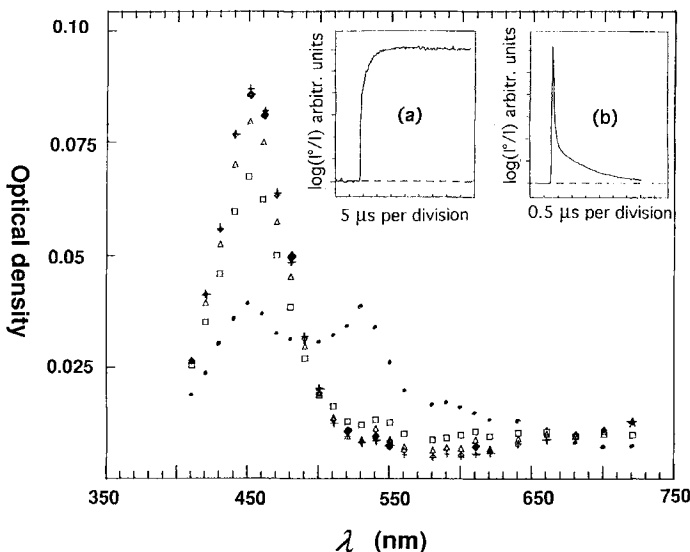 0.10
0.075
0.05
0.025
Optical density
350
450
550
650
750
λ (nm)
log(I°/I) arbitr. units
(a)
5 μs per division
log(I°/I) arbitr. units
(b)
0.5 μs per division